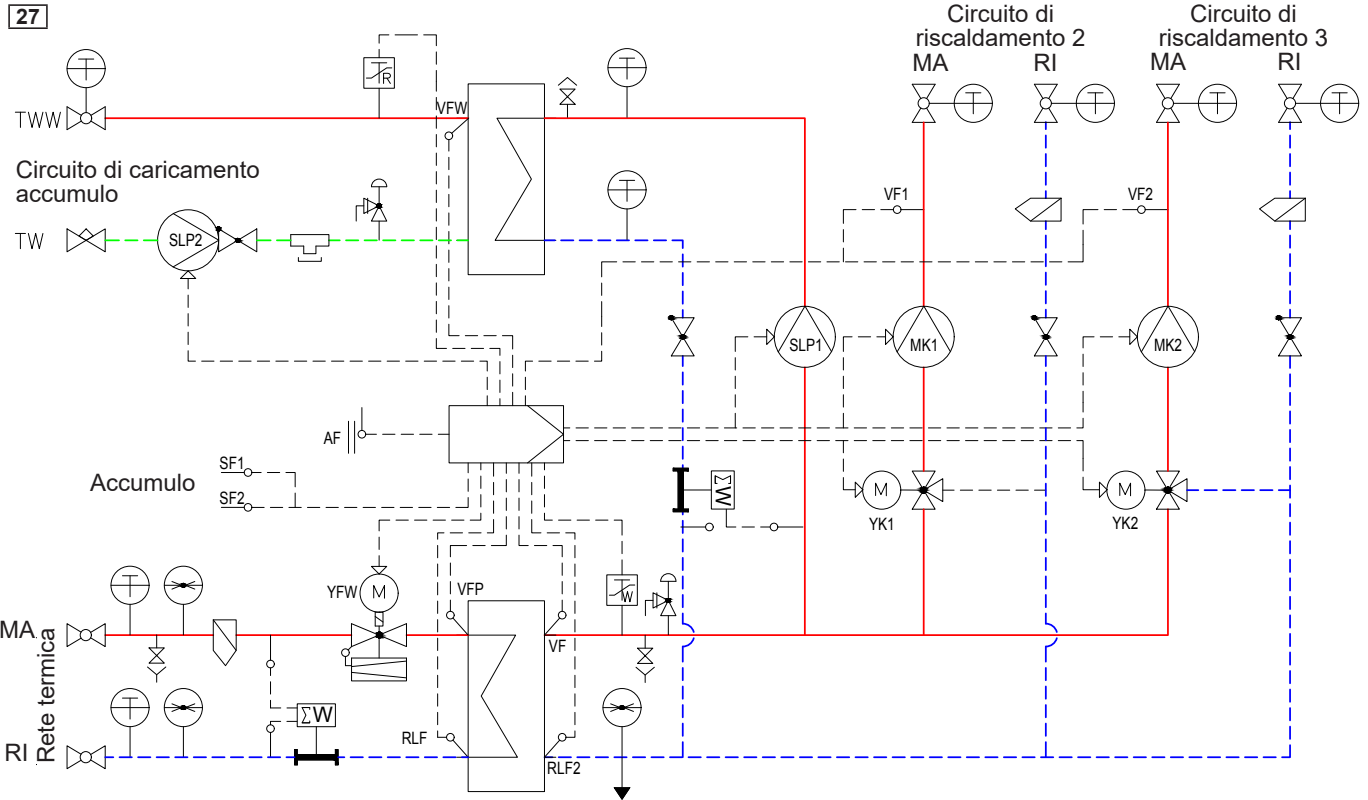 27
Circuito di
riscaldamento 2
Circuito di
riscaldamento 3
MA
RI
MA
RI
T
T
T
T
T
T
R
T
VFW
TWW
Circuito di caricamento
accumulo
T
VF1
VF2
TW
SLP2
SLP1
MK1
MK2
AF
SF1
Accumulo
SF2
ΣW
M
YK1
M
YK2
T
YFW
M
VFP
T
W
MA
VF
Rete termica
T
ΣW
RLF
RI
RLF2